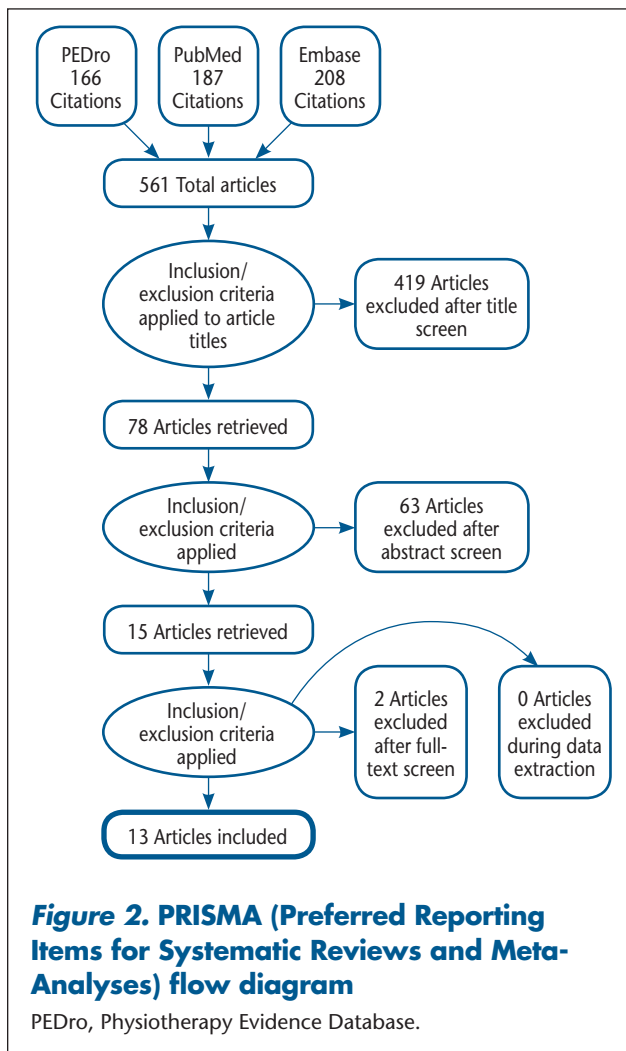 PEDro
166
Citations
PubMed
187
Citations
Embase
208
Citations
561 Total articles
Inclusion/
exclusion criteria
applied to article
titles
419 Articles
excluded after title
screen
78 Articles retrieved
Inclusion/
exclusion criteria
applied
63 Articles
excluded after
abstract screen
15 Articles retrieved
Inclusion/
exclusion criteria
applied
2 Articles
excluded
after full-
text screen
0 Articles
excluded
during data
extraction
13 Articles included
Figure 2. PRISMA (Preferred Reporting
Items for Systematic Reviews and Meta-
Analyses) flow diagram
PEDro, Physiotherapy Evidence Database.